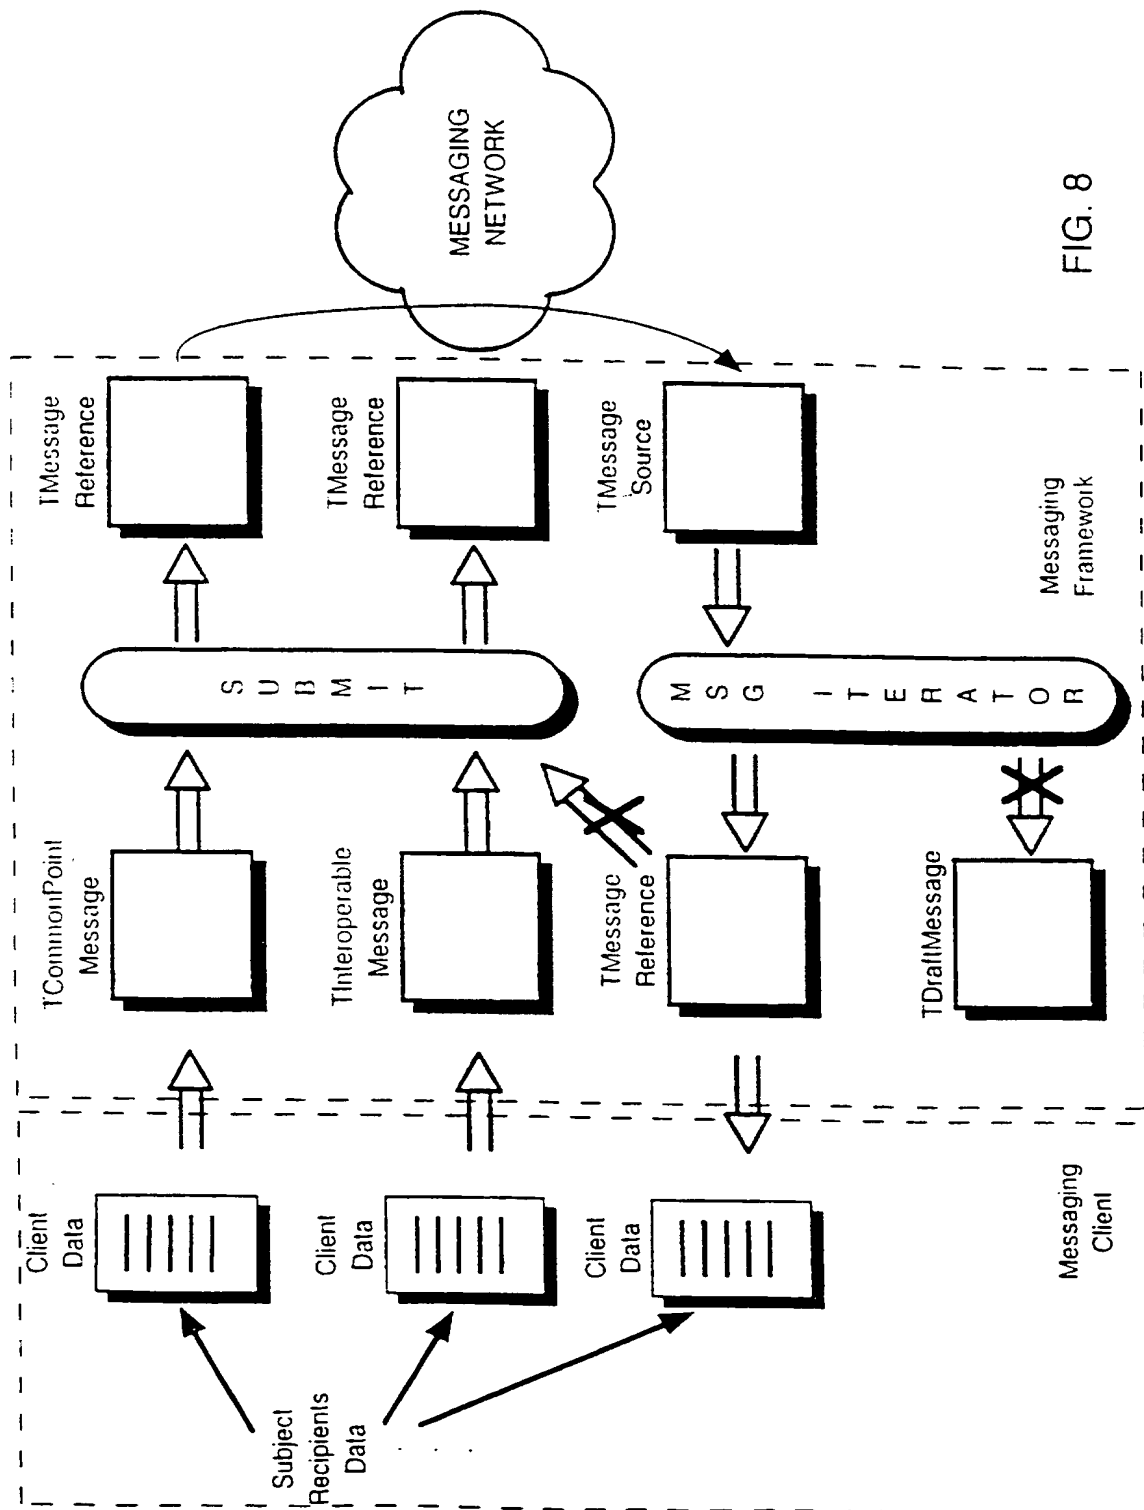 Subject
Recipients
Data
Client
Data
Client
Data
Client
Data
Messaging
Client
TCommonPoint
Message
TInteroperable
Message
TMessage
Reference
TDraftMessage
SUBMIT
MSG ITERATOR
TMessage
Reference
TMessage
Reference
TMessage
Source
Messaging
Framework
MESSAGING
NETWORK
FIG. 8